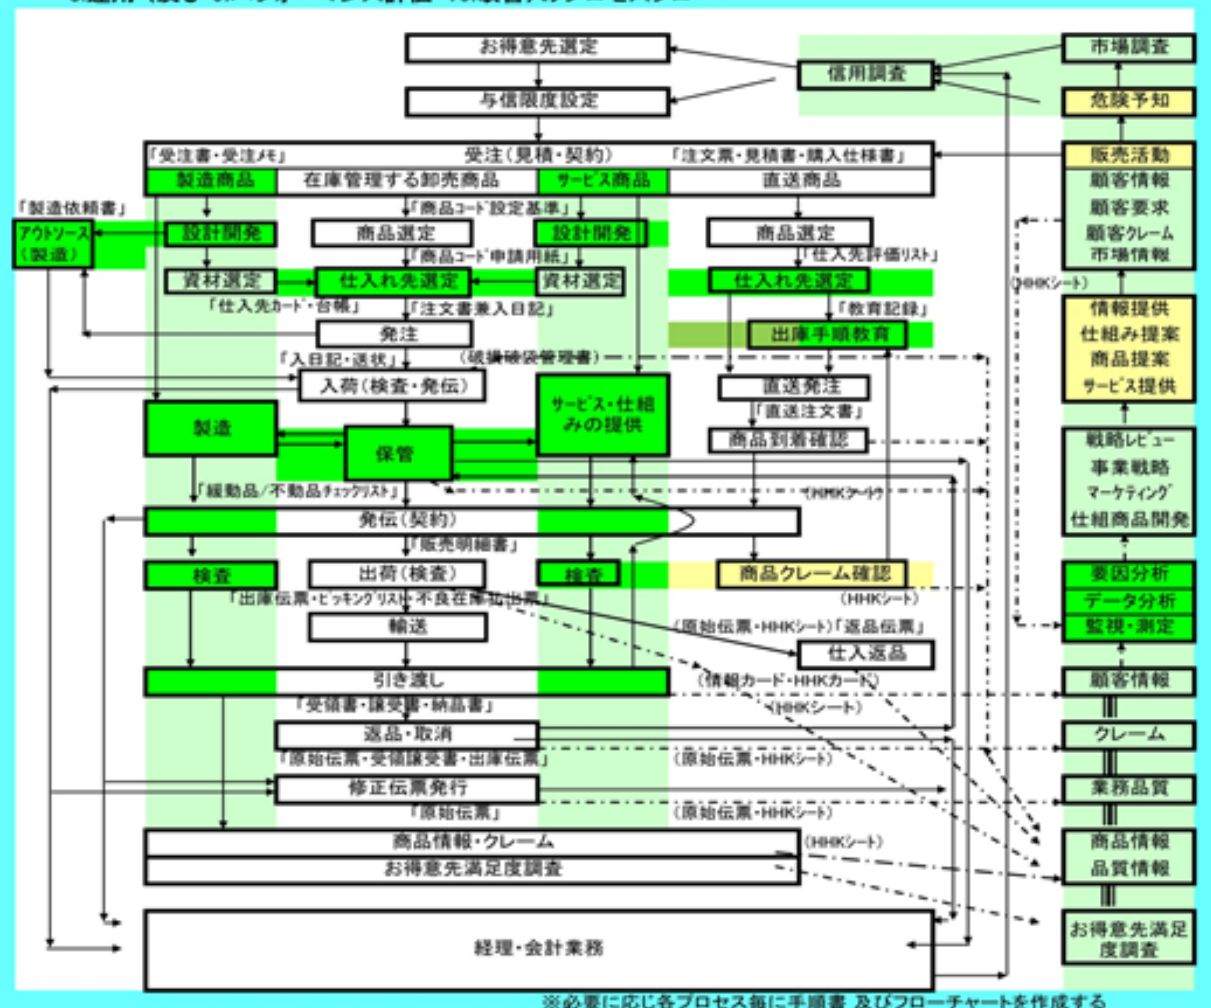 お得意先選定
市場調査
信用調査
与信限度設定
危険予知
「受注書・受注メモ」
受注(見積・契約)
「注文票・見積書・購入仕様書」
販売活動
製造商品
在庫管理する卸売商品
サービス商品
直送商品
顧客情報
顧客要求
顧客クレーム
市場情報
「製造依頼書」
「商品コード設定基準」
アウトソース
(製造)
設計開発
商品選定
設計開発
商品選定
「商品コード申請用紙」
「仕入先評価リスト」
資材選定
仕入れ先選定
資材選定
仕入れ先選定
(HHKシート)
「仕入先カード・台帳」
「注文書兼入日記」
「教育記録」
情報提供
仕組み提案
商品提案
サービス提供
発注
出庫手順教育
「入日記・送状」
(破損破袋管理書)
入荷(検査・発伝)
直送発注
製造
保管
サービス・仕組
みの提供
「直送注文書」
商品到着確認
戦略レビュー
事業戦略
マーケティング
仕組商品開発
「緩動品/不動品チェックリスト」
(HHKシート)
発伝(契約)
「販売明細書」
検査
出荷(検査)
検査
商品クレーム確認
要因分析
データ分析
監視・測定
「出庫伝票・ピッキングリスト・不良在庫払出票」
(HHKシート)
輸送
(原始伝票・HHKシート)「返品伝票」
仕入返品
引き渡し
(情報カード・HHKカード)
顧客情報
「受領書・譲受書・納品書」
(HHKシート)
返品・取消
クレーム
「原始伝票・受領譲受書・出庫伝票」
(原始伝票・HHKシート)
修正伝票発行
業務品質
「原始伝票」
(原始伝票・HHKシート)
商品情報・クレーム
(HHKシート)
商品情報
品質情報
お得意先満足度調査
経理・会計業務
お得意先満足
度調査
※必要に応じ各プロセス毎に手順書 及びフローチャートを作成する